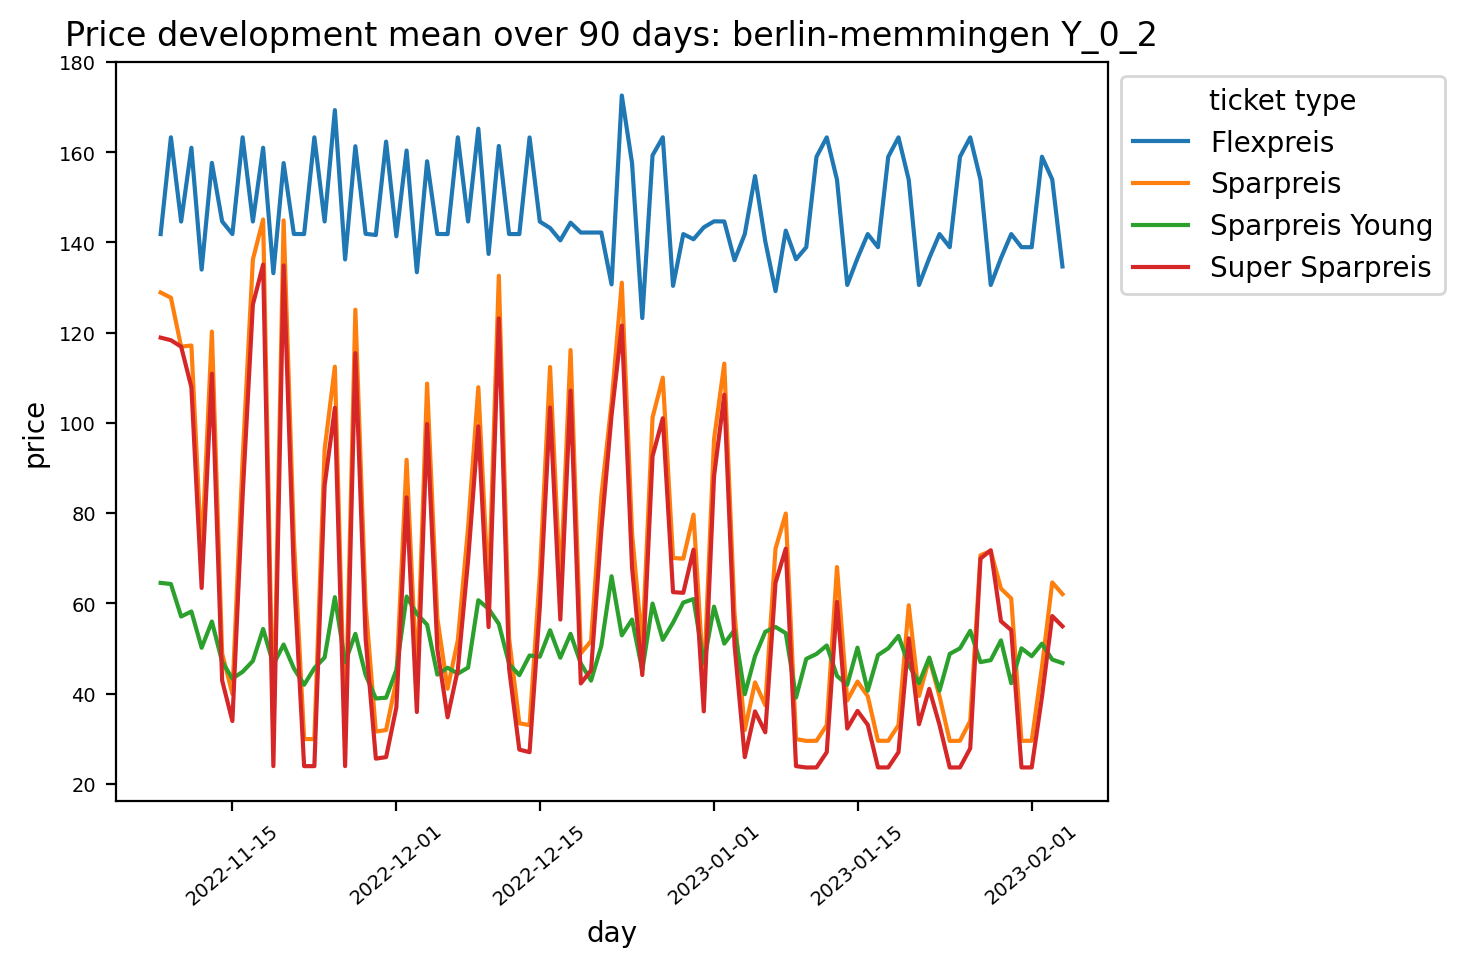 Price development mean over 90 days: berlin-memmingen Y_0_2
180
160
140
120
100
80
60
40
20
price
2022-11-15
2022-12-01
2022-12-15
2023-01-01
2023-01-15
2023-02-01
day
ticket type
Flexpreis
Sparpreis
Sparpreis Young
Super Sparpreis